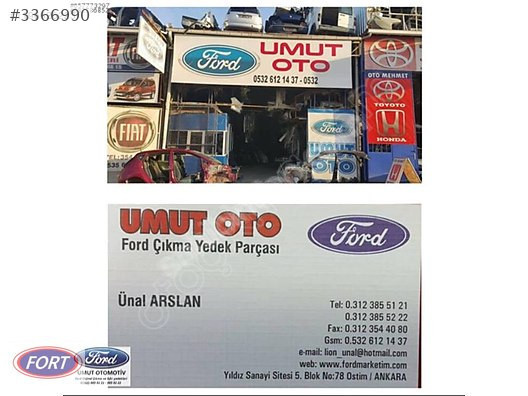 #3366990
Ford
UMUT
OTO
0532 612 14 37 - 0532
FIAT
Ford
UMUT
OTO
OTO MEHMET
TOYOTO
HONDA
UMUT OTO
Ford Çıkma Yedek Parçası
Ford
Ünal ARSLAN
Tel: 0.312 385 51 21
0.312 385 52 22
Fax: 0.312 354 40 80
Gsm: 0.532 612 14 37
e-mail: lion_unal@hotmail.com
web: www.fordmarketim.com
Yıldız Sanayi Sitesi 5. Blok No:78 Ostim / ANKARA
FORT
Ford
UMUT OTOMOTİV